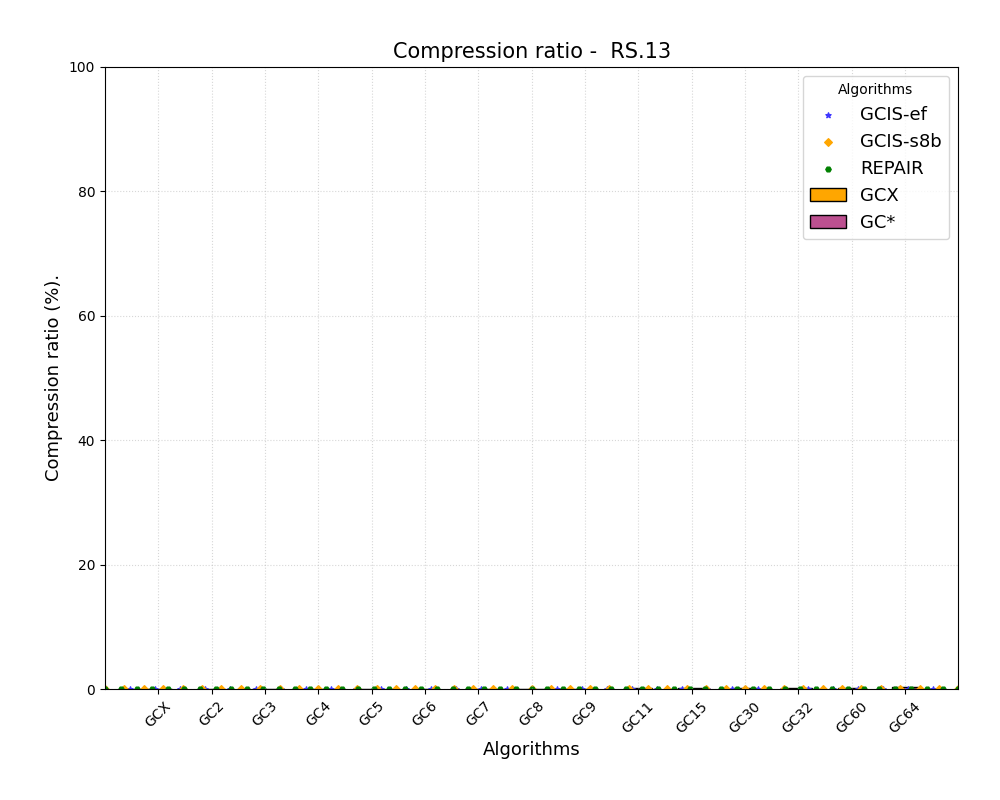 Compression ratio -  RS.13
100
80
60
40
20
0
Compression ratio (%).
Algorithms
GCIS-ef
GCIS-s8b
REPAIR
GCX
GC*
GCX
GC2
GC3
GC4
GC5
GC6
GC7
GC8
GC9
GC11
GC15
GC30
GC32
GC60
GC64
Algorithms